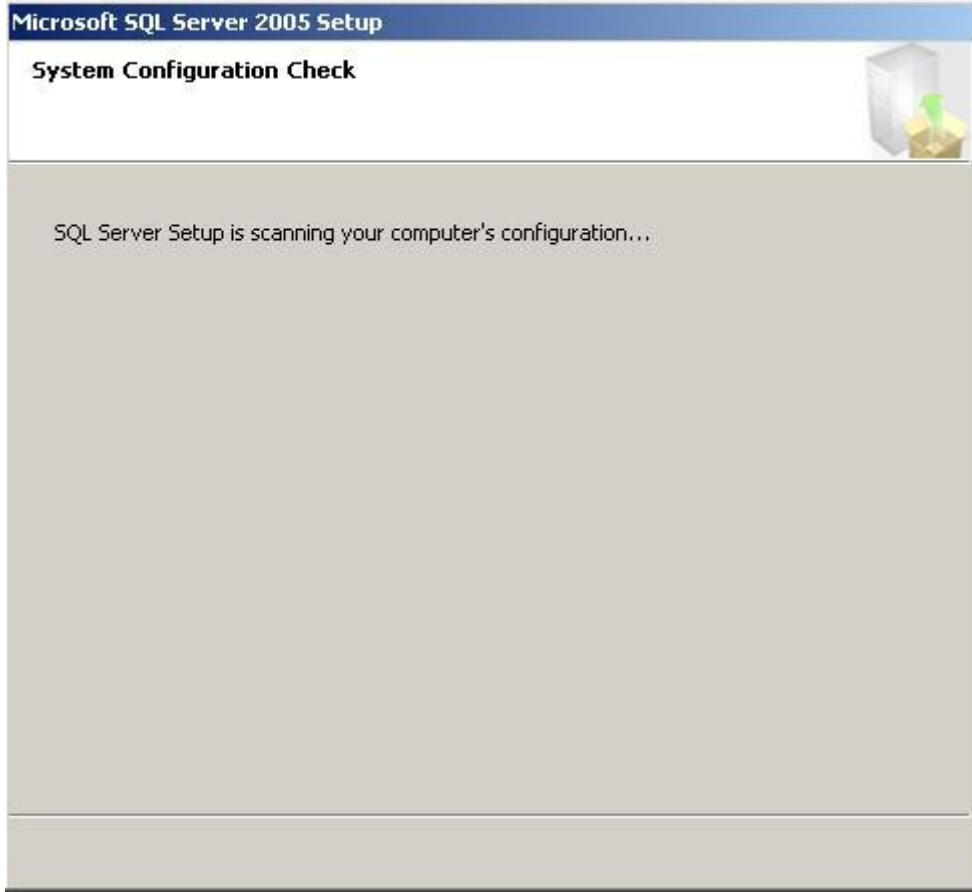 Microsoft SQL Server 2005 Setup
System Configuration Check
SQL Server Setup is scanning your computer's configuration...